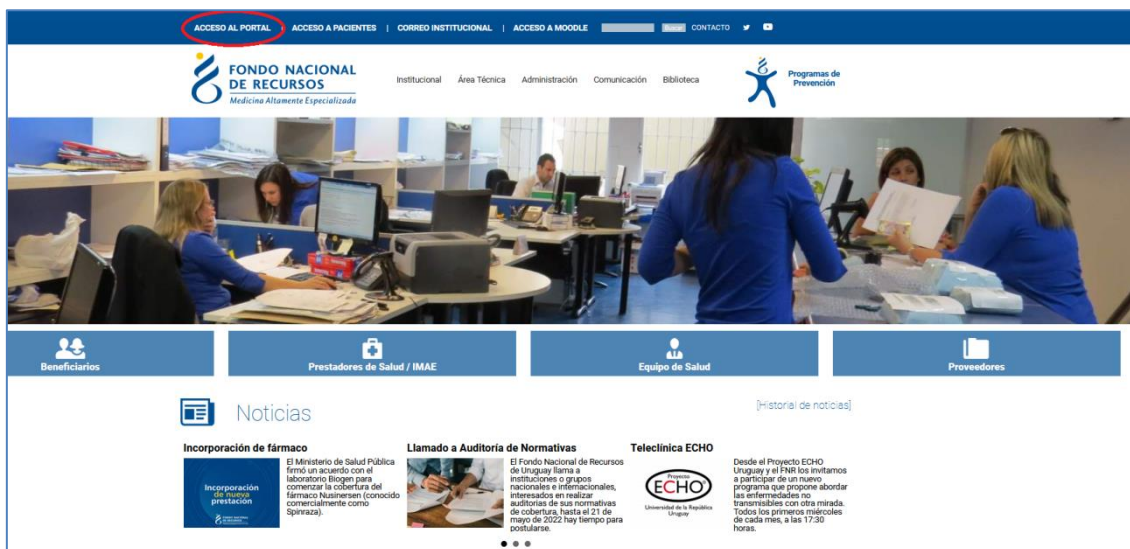 ACCESO AL PORTAL | ACCESO A PACIENTES | CORREO INSTITUCIONAL | ACCESO A MOODLE Buscar CONTACTO
FONDO NACIONAL
DE RECURSOS
Medicina Altamente Especializada
Institucional Área Técnica Administración Comunicación Biblioteca
Programas de
Prevención
Beneficiarios
Prestadores de Salud / IMAE
Equipo de Salud
Proveedores
Noticias
[Historial de noticias]
Incorporación de fármaco
Incorporación
de nueva
prestación
FONDO NACIONAL
DE RECURSOS
El Ministerio de Salud Pública
firmó un acuerdo con el
laboratorio Biogen para
comenzar la cobertura del
fármaco Nusinersen (conocido
comercialmente como
Spinraza).
Llamado a Auditoría de Normativas
El Fondo Nacional de Recursos
de Uruguay llama a
instituciones o grupos
nacionales e internacionales,
interesados en realizar
auditorias de sus normativas
de cobertura, hasta el 21 de
mayo de 2022 hay tiempo para
postularse.
Teleclínica ECHO
Proyecto
ECHO
Universidad de la República
Uruguay
Desde el Proyecto ECHO
Uruguay y el FNR los invitamos
a participar de un nuevo
programa que propone abordar
las enfermedades no
transmisibles con otra mirada.
Todos los primeros miércoles
de cada mes, a las 17:30
horas.